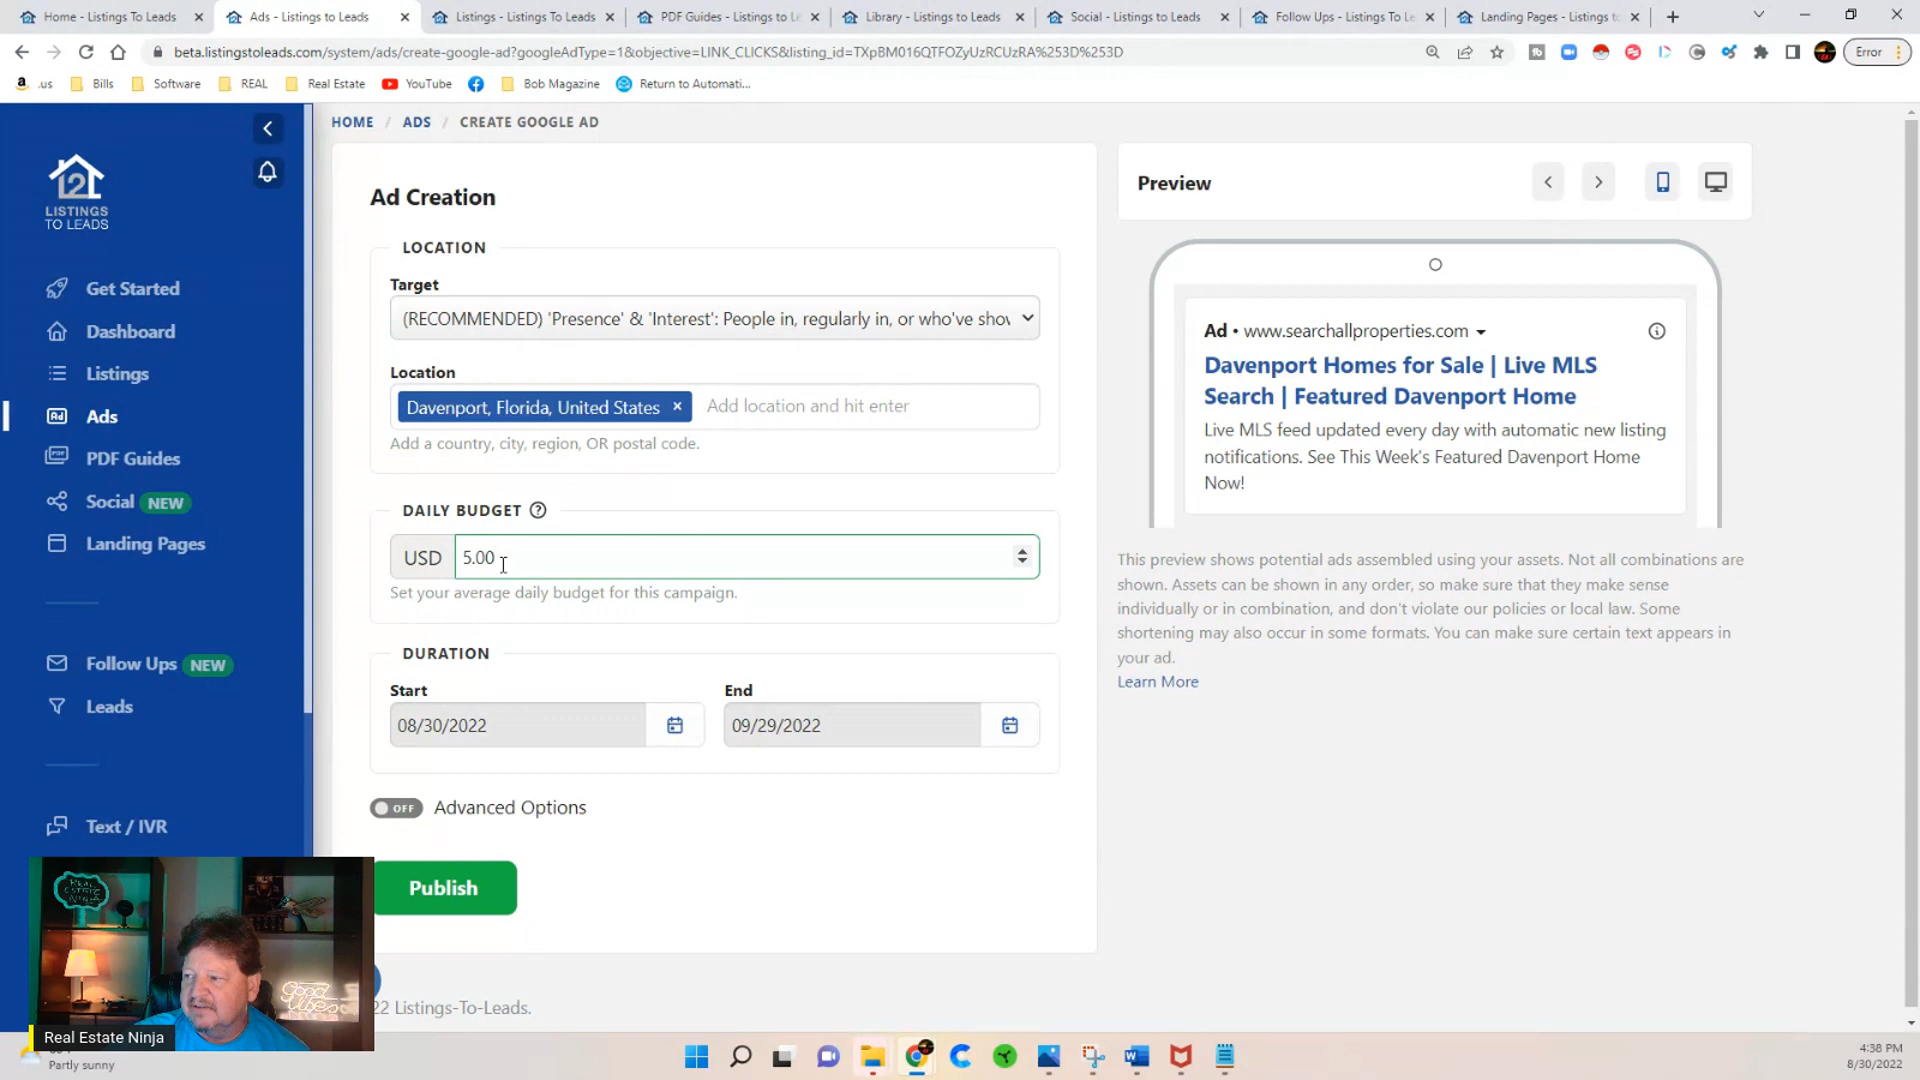 Home - Listings To Leads
Ads - Listings to Leads
Listings - Listings To Leads
PDF Guides - Listings to Le
Library - Listings to Leads
Social - Listings to Leads
Follow Ups - Listings To Le
Landing Pages - Listings to
beta.listingstoleads.com/system/ads/create-google-ad?googleAdType=1&objective=LINK_CLICKS&listing_id=TXpBM016QTFOZyUzRCUzRA%253D%253D
Error
.us
Bills
Software
REAL
Real Estate
YouTube
Bob Magazine
Return to Automati...
L2L
LISTINGS
TO LEADS
Get Started
Dashboard
Listings
Ad
Ads
PDF
PDF Guides
Social NEW
Landing Pages
Follow Ups NEW
Leads
Text / IVR
HOME / ADS / CREATE GOOGLE AD
Ad Creation
LOCATION
Target
(RECOMMENDED) 'Presence' & 'Interest': People in, regularly in, or who've shov
Location
Davenport, Florida, United States ×
Add location and hit enter
Add a country, city, region, OR postal code.
DAILY BUDGET ?
USD 5.00
Set your average daily budget for this campaign.
DURATION
Start
End
08/30/2022
09/29/2022
OFF Advanced Options
Publish
22 Listings-To-Leads.
Preview
Ad • www.searchallproperties.com
Davenport Homes for Sale | Live MLS
Search | Featured Davenport Home
Live MLS feed updated every day with automatic new listing
notifications. See This Week's Featured Davenport Home
Now!
This preview shows potential ads assembled using your assets. Not all combinations are
shown. Assets can be shown in any order, so make sure that they make sense
individually or in combination, and don't violate our policies or local law. Some
shortening may also occur in some formats. You can make sure certain text appears in
your ad.
Learn More
REAL
ESTATE
NINJA
Good
Vibes
Real Estate Ninja
Partly sunny
4:38 PM
8/30/2022